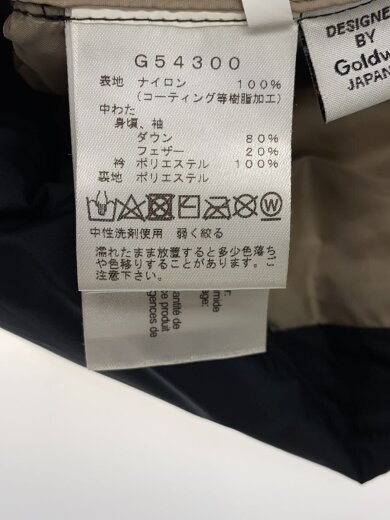 G54300
表地 ナイロン 100%
(コーティング等樹脂加工)
中わた
身頃、袖
ダウン 80%
フェザー 20%
衿 ポリエステル 100%
裏地 ポリエステル
中性洗剤使用 弱く絞る
濡れたまま放置すると多少色落ち
や色移りすることがあります。ご
注意下さい。
DESIGNE
BY
Goldw
JAPAN